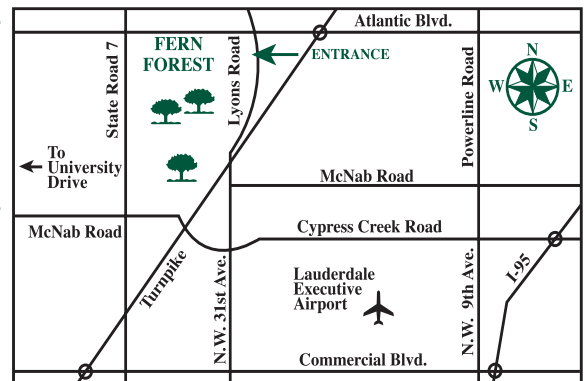 Atlantic Blvd.
FERN
FOREST
ENTRANCE
State Road 7
Lyons Road
Powerline Road
N
W
E
S
To
University
Drive
McNab Road
McNab Road
Cypress Creek Road
Turnpike
N.W. 31st Ave.
Lauderdale
Executive
Airport
N.W. 9th Ave.
I-95
Commercial Blvd.